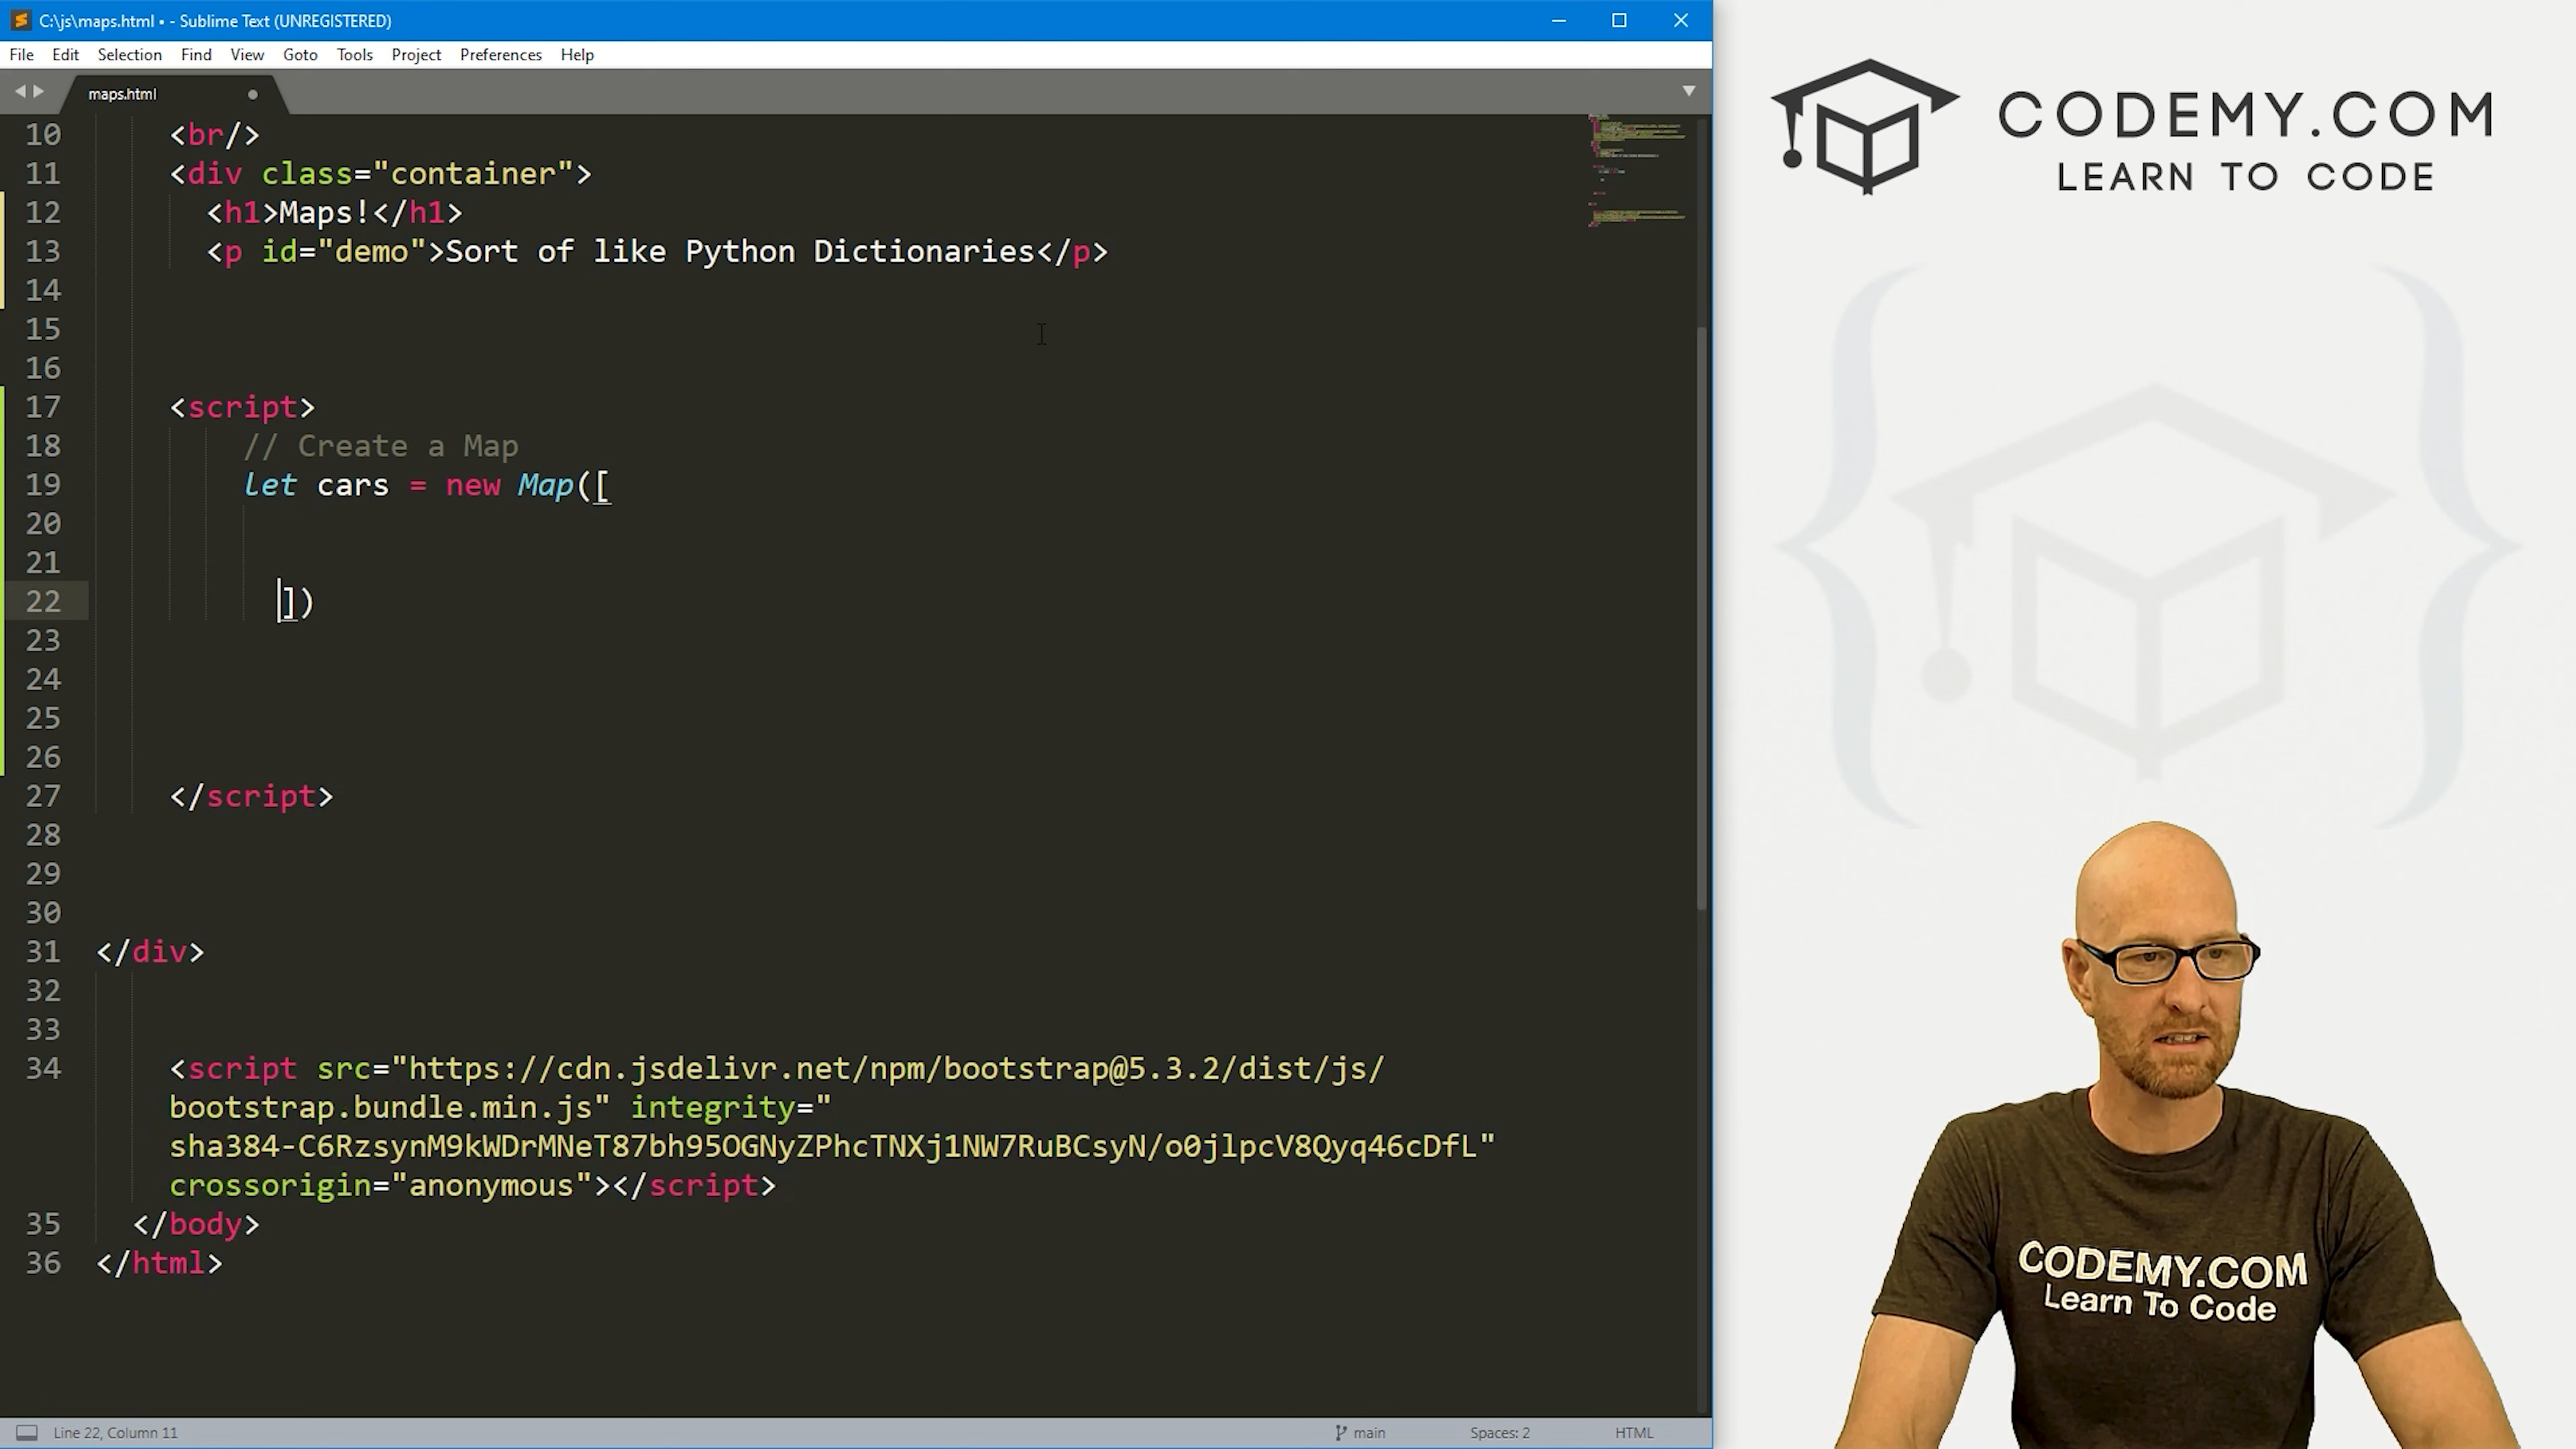 C:\js\maps.html • - Sublime Text (UNREGISTERED)
File Edit Selection Find View Goto Tools Project Preferences Help
maps.html
10 <br/>
11 <div class="container">
12 <h1>Maps!</h1>
13 <p id="demo">Sort of like Python Dictionaries</p>
14
15
16
17 <script>
18 // Create a Map
19 let cars = new Map([
20
21
22 ])
23
24
25
26
27 </script>
28
29
30
31 </div>
32
33
34 <script src="https://cdn.jsdelivr.net/npm/bootstrap@5.3.2/dist/js/
bootstrap.bundle.min.js" integrity="
sha384-C6RzsynM9kWDrMNeT87bh95OGNyZPhcTNXj1NW7RuBCsyN/o0jlpcV8Qyq46cDfL"
crossorigin="anonymous"></script>
35 </body>
36 </html>
Line 22, Column 11 main Spaces: 2 HTML
CODEMY.COM
LEARN TO CODE
CODEMY.COM
Learn To Code